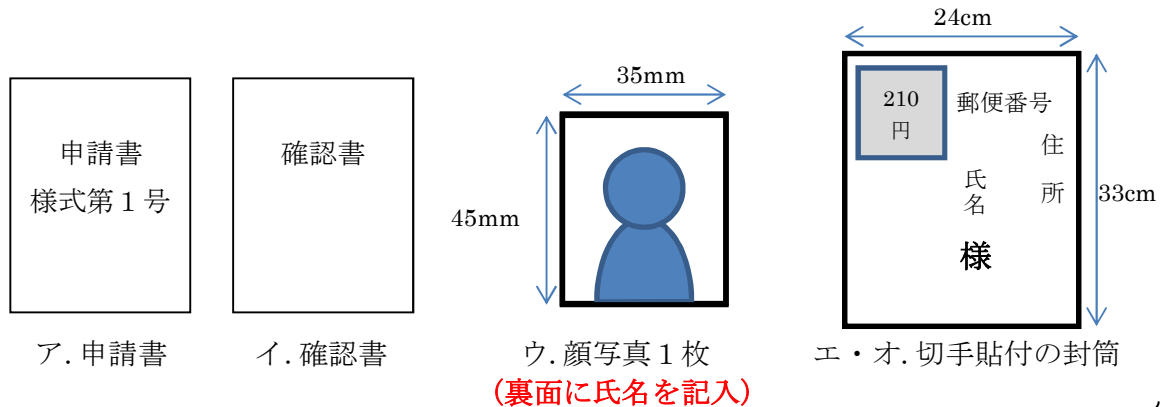 申請書
様式第１号
ア.申請書
確認書
イ.確認書
35mm
45mm
ウ.顔写真１枚
（裏面に氏名を記入）
24cm
210
円
郵便番号
住所
氏名
様
33cm
エ・オ.切手貼付の封筒